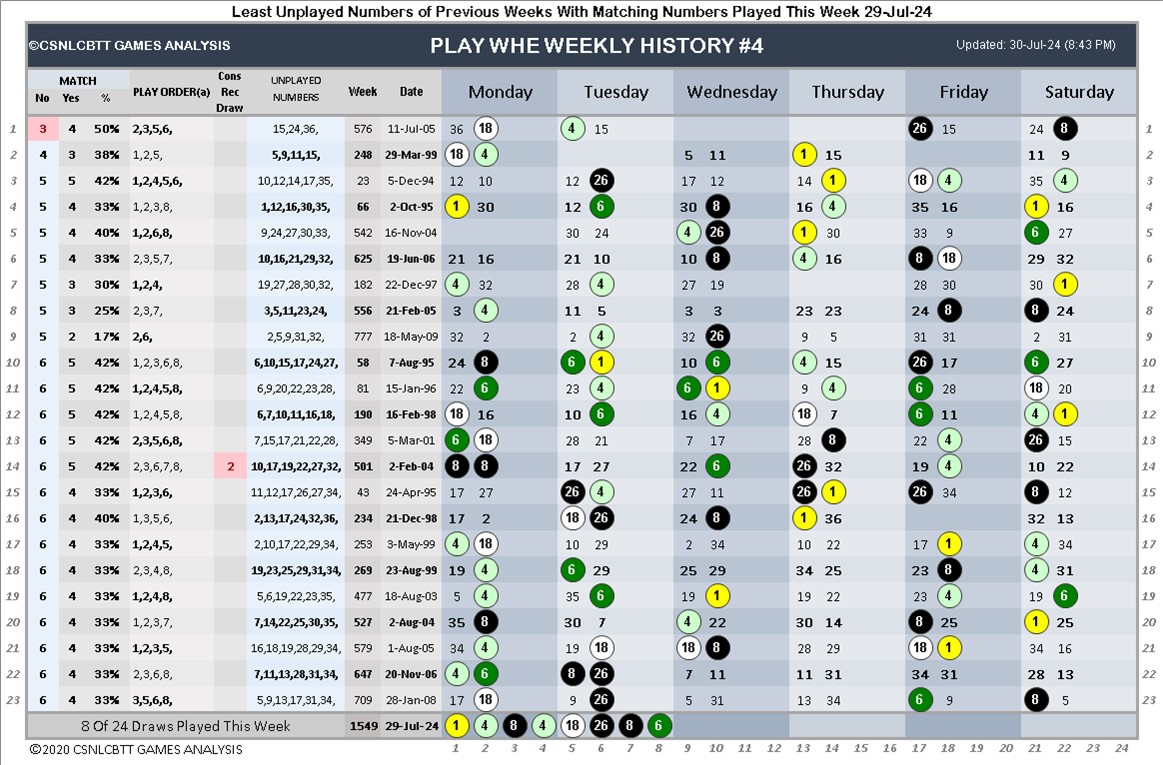 Least Unplayed Numbers of Previous Weeks With Matching Numbers Played This Week 29-Jul-24
©CSNLCBTT GAMES ANALYSIS PLAY WHE WEEKLY HISTORY #4 Updated: 30-Jul-24 (8:43 PM)
MATCH No Yes % PLAY ORDER(a) Cons Rec Draw UNPLAYED NUMBERS Week Date Monday Tuesday Wednesday Thursday Friday Saturday
1 3 4 50% 2,3,5,6, 15,24,36, 576 11-Jul-05 36 18 4 15 26 15 24 8 1
2 4 3 38% 1,2,5, 5,9,11,15, 248 29-Mar-99 18 4 5 11 1 15 11 9 2
3 5 5 42% 1,2,4,5,6, 10,12,14,17,35, 23 5-Dec-94 12 10 12 26 17 12 14 1 18 4 35 4 3
4 5 4 33% 1,2,3,8, 1,12,16,30,35, 66 2-Oct-95 1 30 12 6 30 8 16 4 35 16 1 16 4
5 5 4 40% 1,2,6,8, 9,24,27,30,33, 542 16-Nov-04 30 24 4 26 1 30 33 9 6 27 5
6 5 4 33% 2,3,5,7, 10,16,21,29,32, 625 19-Jun-06 21 16 21 10 10 8 4 16 8 18 29 32 6
7 5 3 30% 1,2,4, 19,27,28,30,32, 182 22-Dec-97 4 32 28 4 27 19 28 30 30 1 7
8 5 3 25% 2,3,7, 3,5,11,23,24, 556 21-Feb-05 3 4 11 5 3 3 23 23 24 8 8 24 8
9 5 2 17% 2,6, 2,5,9,31,32, 777 18-May-09 32 2 2 4 32 26 9 5 31 31 2 31 9
10 6 5 42% 1,2,3,6,8, 6,10,15,17,24,27, 58 7-Aug-95 24 8 6 1 10 6 4 15 26 17 6 27 10
11 6 5 42% 1,2,4,5,8, 6,9,20,22,23,28, 81 15-Jan-96 22 6 23 4 6 1 9 4 6 28 18 20 11
12 6 5 42% 1,2,4,5,8, 6,7,10,11,16,18, 190 16-Feb-98 18 16 10 6 16 4 18 7 6 11 4 1 12
13 6 5 42% 2,3,5,6,8, 7,15,17,21,22,28, 349 5-Mar-01 6 18 28 21 7 17 28 8 22 4 26 15 13
14 6 5 42% 2,3,6,7,8, 2 10,17,19,22,27,32, 501 2-Feb-04 8 8 17 27 22 6 26 32 19 4 10 22 14
15 6 4 33% 1,2,3,6, 11,12,17,26,27,34, 43 24-Apr-95 17 27 26 4 27 11 26 1 26 34 8 12 15
16 6 4 40% 1,3,5,6, 2,13,17,24,32,36, 234 21-Dec-98 17 2 18 26 24 8 1 36 32 13 16
17 6 4 33% 1,2,4,5, 2,10,17,22,29,34, 253 3-May-99 4 18 10 29 2 34 10 22 17 1 4 34 17
18 6 4 33% 2,3,4,8, 19,23,25,29,31,34, 269 23-Aug-99 19 4 6 29 25 29 34 25 23 8 4 31 18
19 6 4 33% 1,2,4,8, 5,6,19,22,23,35, 477 18-Aug-03 5 4 35 6 19 1 19 22 23 4 19 6 19
20 6 4 33% 1,2,3,7, 7,14,22,25,30,35, 527 2-Aug-04 35 8 30 7 4 22 30 14 8 25 1 25 20
21 6 4 33% 1,2,3,5, 16,18,19,28,29,34, 579 1-Aug-05 34 4 19 18 18 8 28 29 18 1 34 16 21
22 6 4 33% 2,3,6,8, 7,11,13,28,31,34, 647 20-Nov-06 4 6 8 26 7 11 11 31 34 31 28 13 22
23 6 4 33% 3,5,6,8, 5,9,13,17,31,34, 709 28-Jan-08 17 18 9 26 5 31 13 34 6 9 8 5 23
8 Of 24 Draws Played This Week 1549 29-Jul-24 1 4 8 4 18 26 8 6
©2020 CSNLCBTT GAMES ANALYSIS 1 2 3 4 5 6 7 8 9 10 11 12 13 14 15 16 17 18 19 20 21 22 23 24